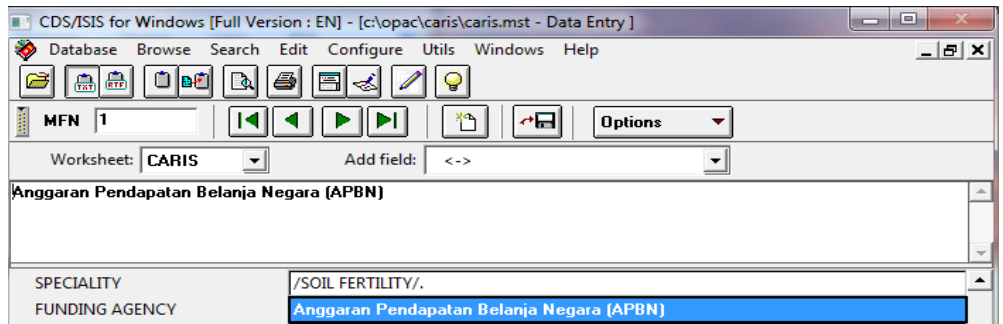 CDS/ISIS for Windows [Full Version : EN] - [c:\opac\caris\caris.mst - Data Entry ]
Database Browse Search Edit Configure Utils Windows Help
TXT RTF
MFN 1 Options
Worksheet: CARIS Add field: <->
Anggaran Pendapatan Belanja Negara (APBN)
SPECIALITY /SOIL FERTILITY/.
FUNDING AGENCY Anggaran Pendapatan Belanja Negara (APBN)